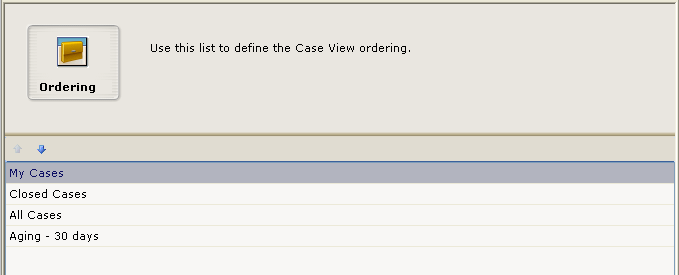 Use this list to define the Case View ordering.
Ordering
My Cases
Closed Cases
All Cases
Aging - 30 days